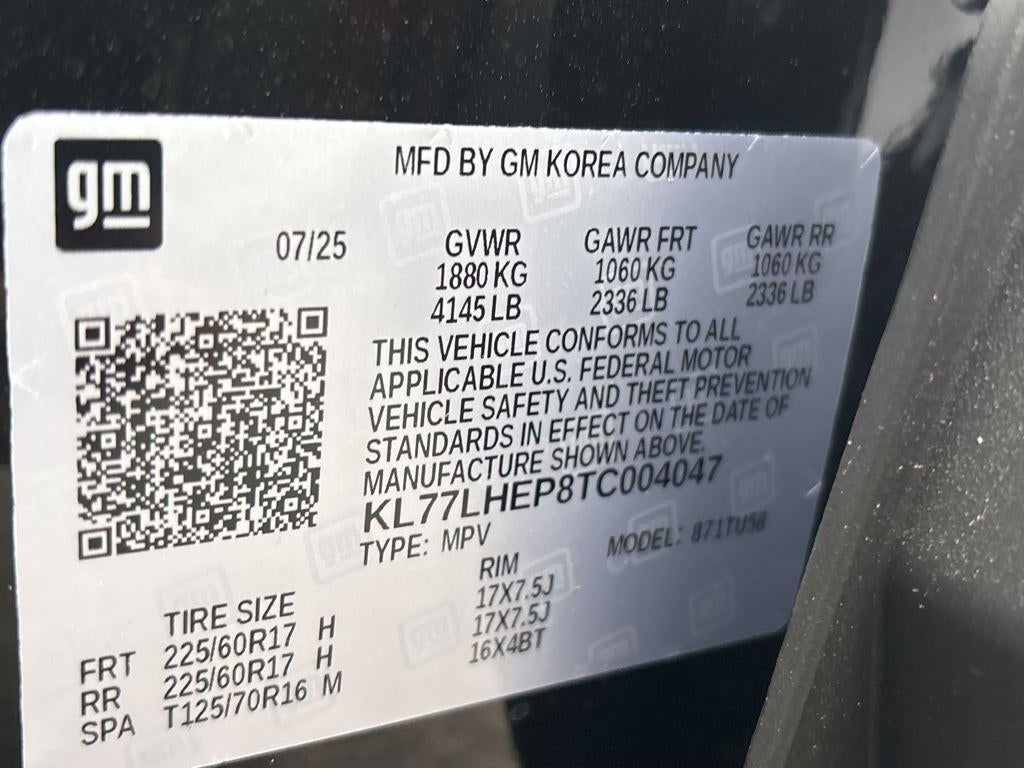 gm
MFD BY GM KOREA COMPANY
07/25
GVWR GAWR FRT GAWR RR
1880 KG 1060 KG 1060 KG
4145 LB 2336 LB 2336 LB
THIS VEHICLE CONFORMS TO ALL
APPLICABLE U.S. FEDERAL MOTOR
VEHICLE SAFETY AND THEFT PREVENTION
STANDARDS IN EFFECT ON THE DATE OF
MANUFACTURE SHOWN ABOVE.
KL77LHEP8TC004047
TYPE: MPV MODEL: 871TU58
TIRE SIZE RIM
FRT 225/60R17 H 17X7.5J
RR 225/60R17 H 17X7.5J
SPA T125/70R16 M 16X4BT